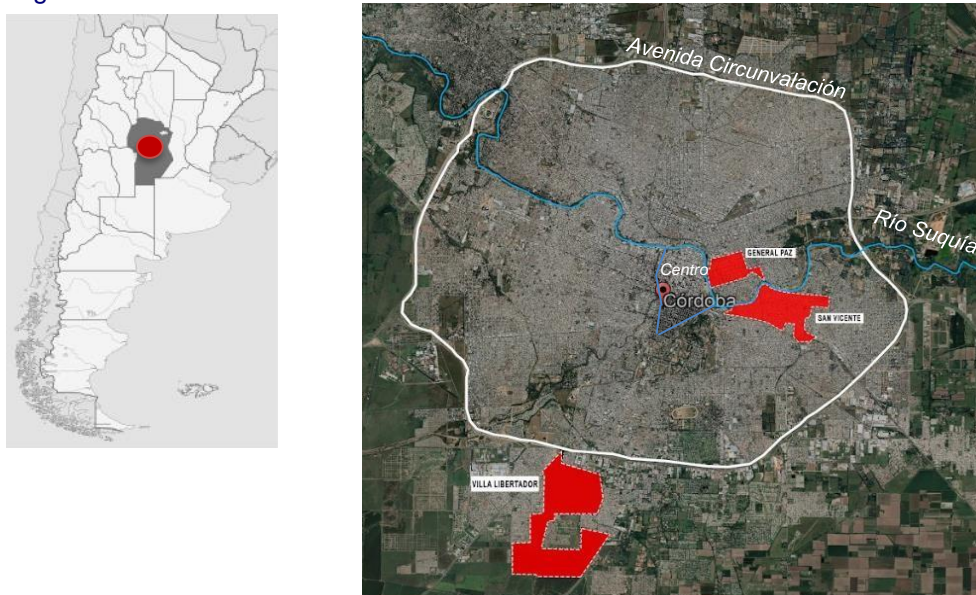 Avenida Circunvalación
Río Suquía
GENERAL PAZ
Centro
Córdoba
SAN VICENTE
VILLA LIBERTADOR